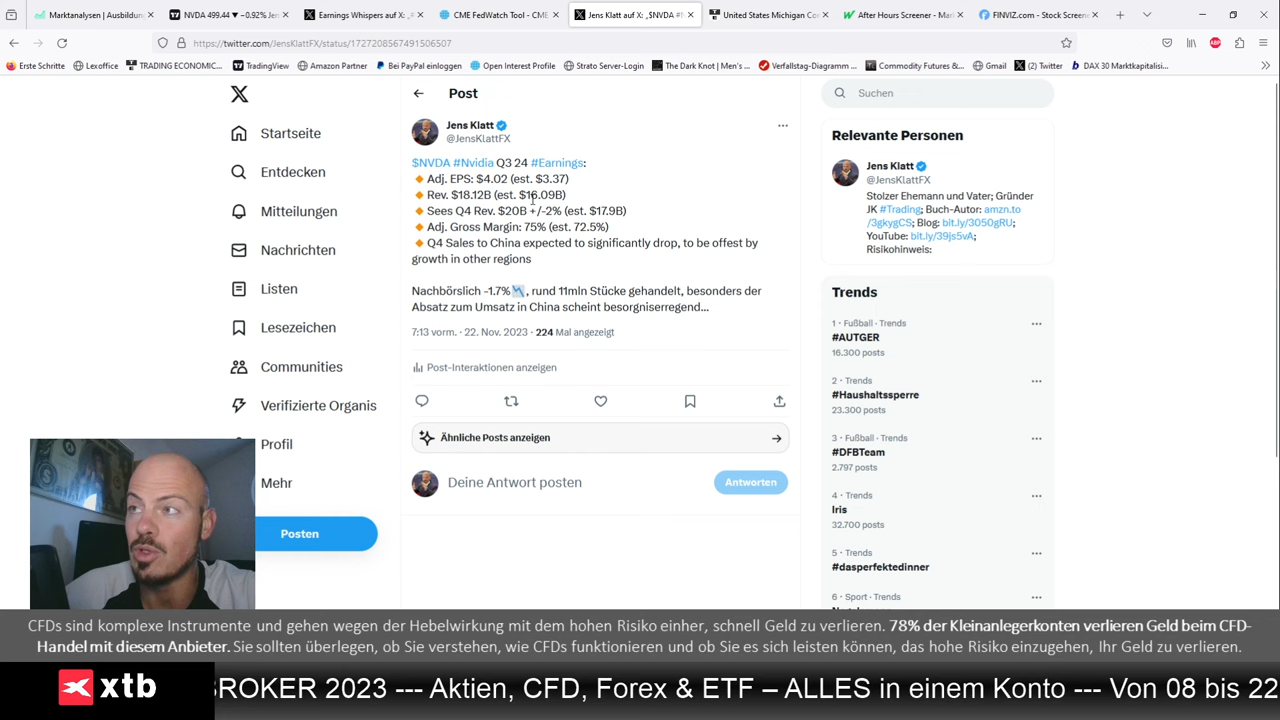 Marktanalysen | Ausbildun
NVDA 499.44 ▼ −0.92% Jen
Earnings Whispers auf X:
CME FedWatch Tool - CME
Jens Klatt auf X: „$NVDA #N
United States Michigan Co
After Hours Screener - Mar
FINVIZ.com - Stock Screene
https://twitter.com/JensKlattFX/status/1727208567491506507
Erste Schritte
Lexoffice
TRADING ECONOMIC...
TradingView
Amazon Partner
Bei PayPal einloggen
Open Interest Profile
Strato Server-Login
The Dark Knot | Men's ...
Verfallstag-Diagramm ...
Commodity Futures &...
Gmail
(2) Twitter
DAX 30 Marktkapitalisi...
Startseite
Entdecken
Mitteilungen
Nachrichten
Listen
Lesezeichen
Communities
Verifizierte Organis
Profil
Mehr
Posten
Post
Jens Klatt
@JensKlattFX
$NVDA #Nvidia Q3 24 #Earnings:
🔸Adj. EPS: $4.02 (est. $3.37)
🔸Rev. $18.12B (est. $16.09B)
🔸Sees Q4 Rev. $20B +/-2% (est. $17.9B)
🔸Adj. Gross Margin: 75% (est. 72.5%)
🔸Q4 Sales to China expected to significantly drop, to be offest by
growth in other regions
Nachbörslich -1.7%📉, rund 11mln Stücke gehandelt, besonders der
Absatz zum Umsatz in China scheint besorgniserregend...
7:13 vorm. · 22. Nov. 2023 · 224 Mal angezeigt
Post-Interaktionen anzeigen
Ähnliche Posts anzeigen
Deine Antwort posten
Antworten
Suchen
Relevante Personen
Jens Klatt
@JensKlattFX
Stolzer Ehemann und Vater; Gründer
JK #Trading; Buch-Autor: amzn.to
/3gkygCS; Blog: bit.ly/3050gRU;
YouTube: bit.ly/39js5vA;
Risikohinweis:
Trends
1 · Fußball · Trends
#AUTGER
16.300 posts
2 · Trends
#Haushaltssperre
23.300 posts
3 · Fußball · Trends
#DFBTeam
2.797 posts
4 · Trends
Iris
32.700 posts
5 · Trends
#dasperfektedinner
6 · Sport · Trends
CFDs sind komplexe Instrumente und gehen wegen der Hebelwirkung mit dem hohen Risiko einher, schnell Geld zu verlieren. 78% der Kleinanlegerkonten verlieren Geld beim CFD-
Handel mit diesem Anbieter. Sie sollten überlegen, ob Sie verstehen, wie CFDs funktionieren und ob Sie es sich leisten können, das hohe Risiko einzugehen, Ihr Geld zu verlieren.
xtb
BROKER 2023 --- Aktien, CFD, Forex & ETF – ALLES in einem Konto --- Von 08 bis 22